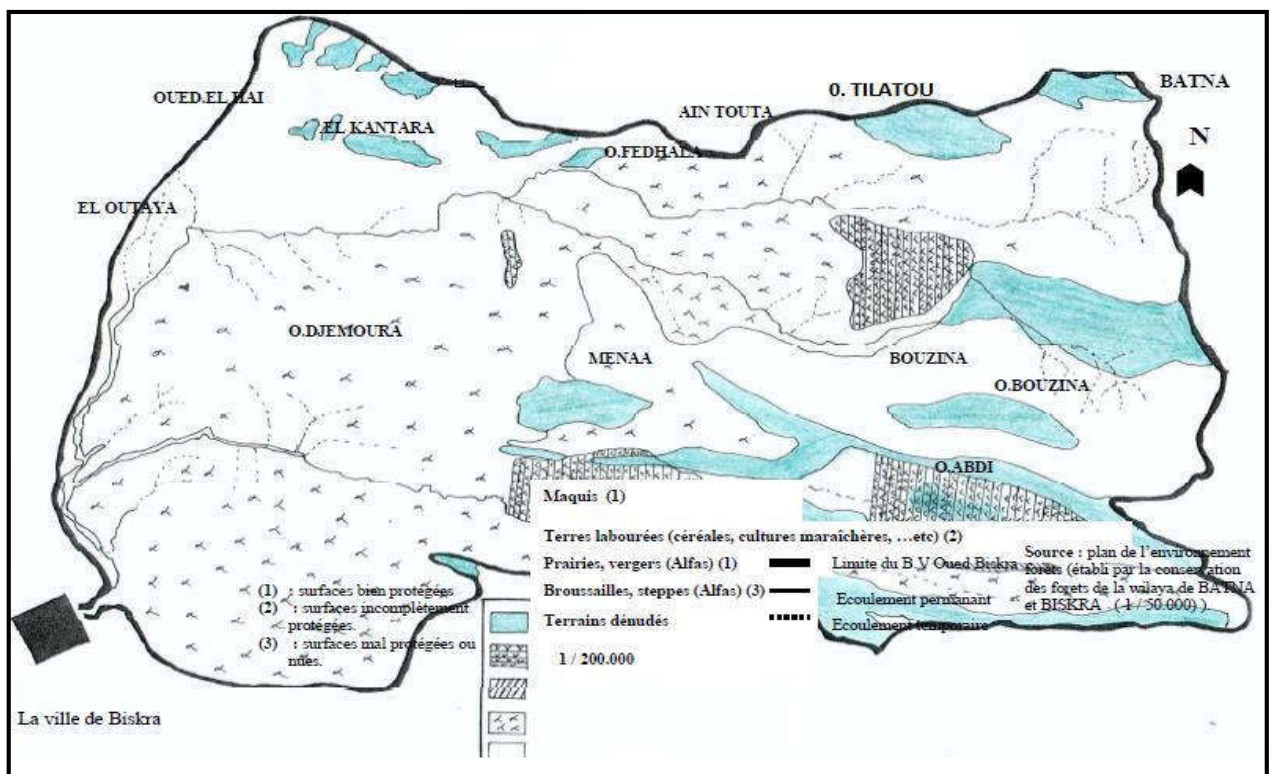 BATNA
0. TILATOU
OUED.EL HAI
AIN TOUTA
EL KANTARA
N
O.FEDHALA
EL OUTAYA
O.DJEMOURA
MENAA
BOUZINA
O.BOUZINA
O.ABDI
Maquis (1)
Terres labourées (céréales, cultures maraîchères, …etc) (2)
Prairies, vergers (Alfas) (1)
Broussailles, steppes (Alfas) (3)
Terrains dénudés
1 / 200.000
Limite du B V Oued Biskra
Ecoulement permanant
Ecoulement temporaire
Source : plan de l’environnement
forets (établi par la conservation
des forets de la wilaya de BATNA
et BISKRA . ( 1 / 50.000) ).
(1) : surfaces bien protégées
(2) : surfaces incomplètement
protégées.
(3) : surfaces mal protégées ou
nues.
La ville de Biskra